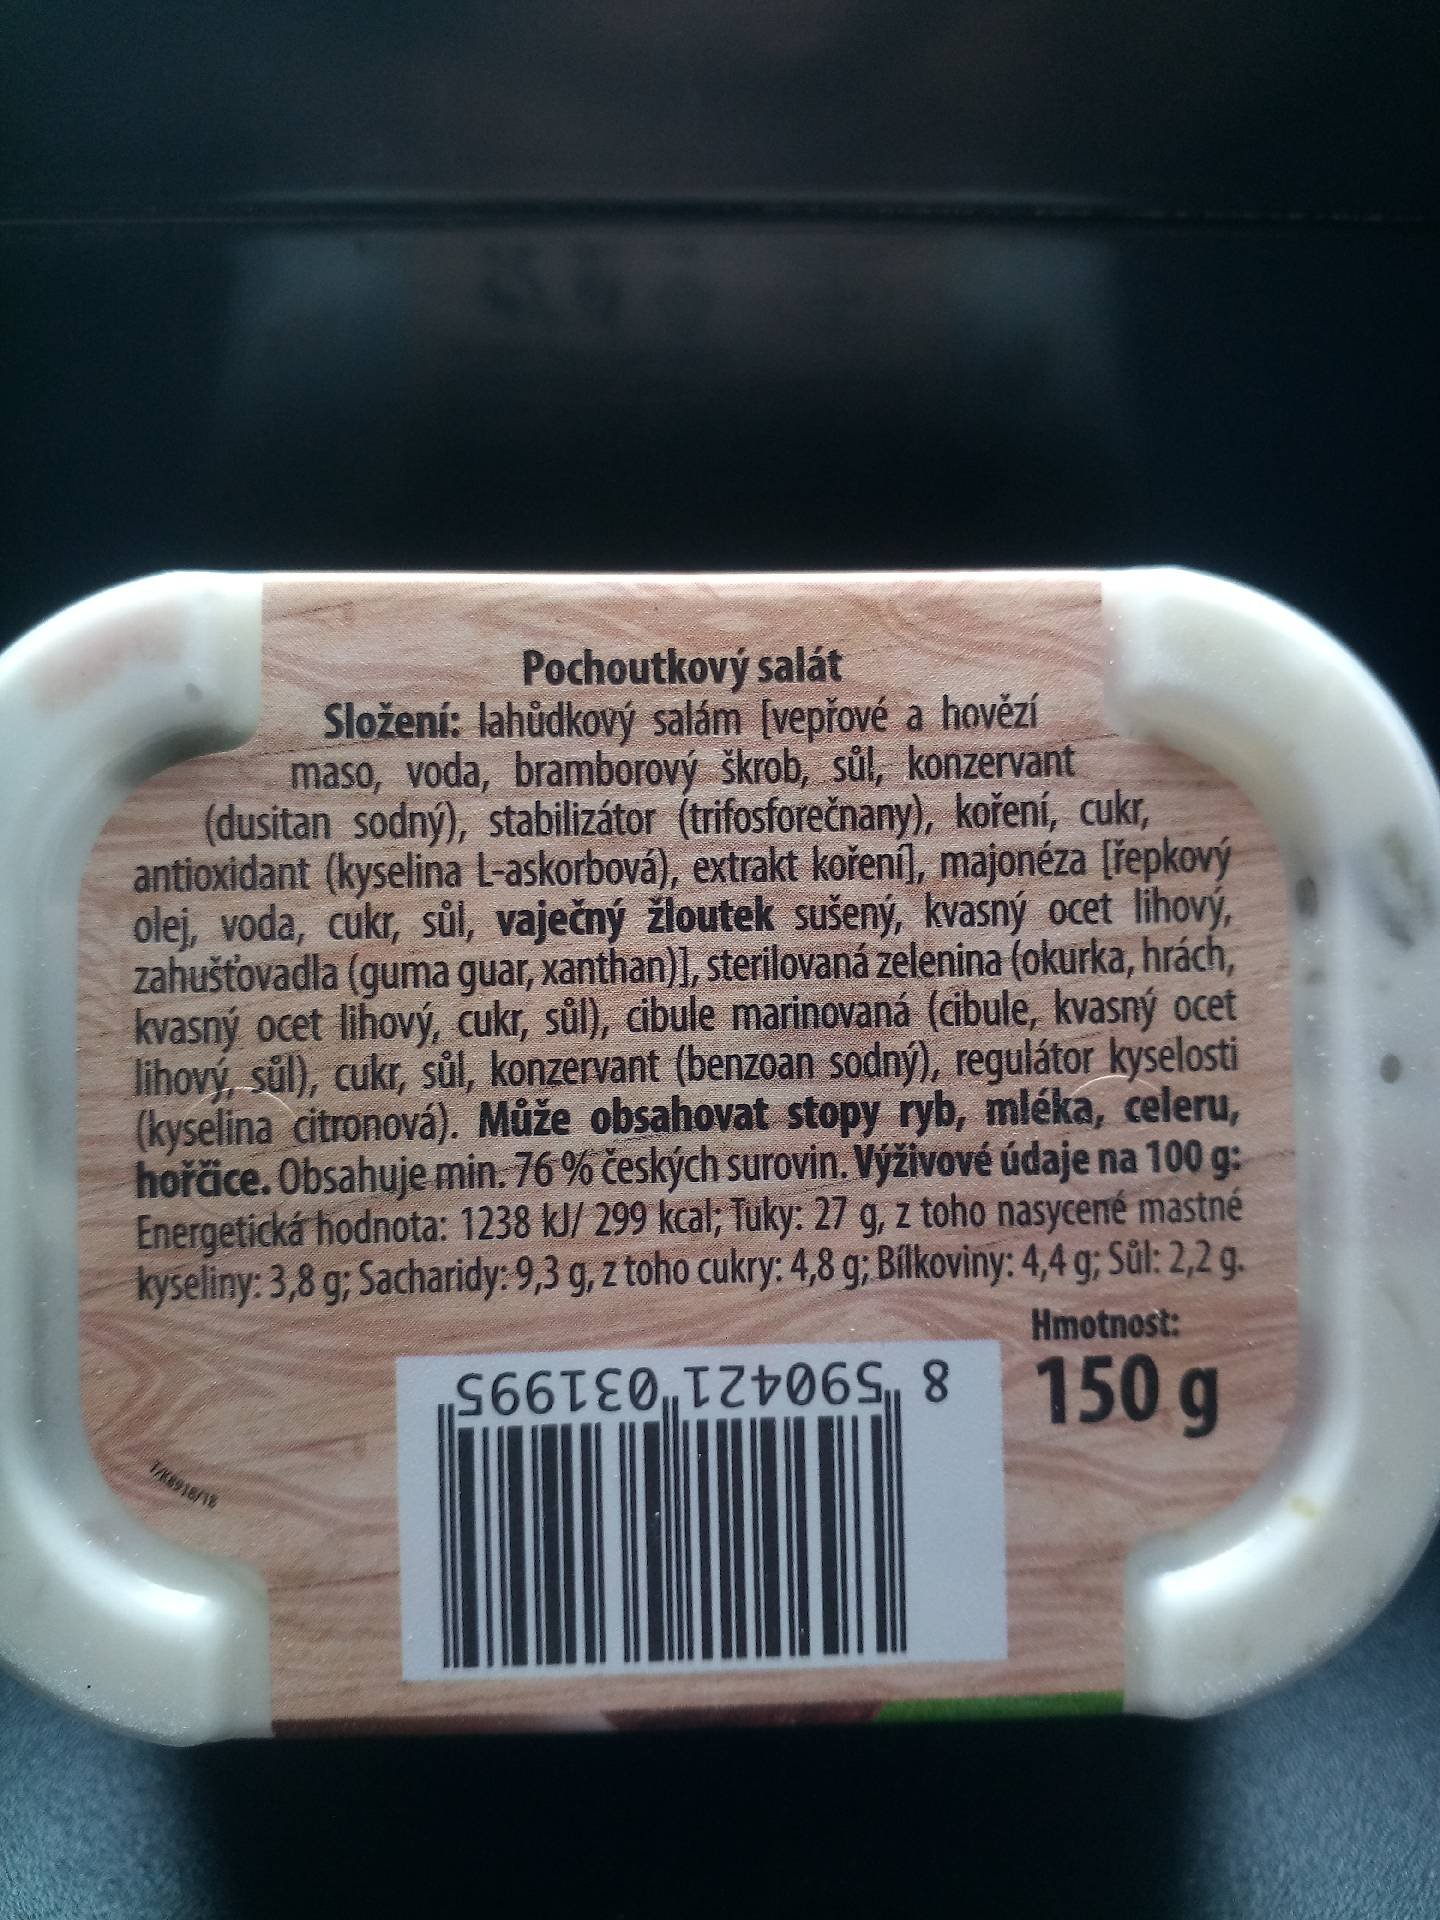 Pochoutkový salát
Složení: lahůdkový salám [vepřové a hovězí
maso, voda, bramborový škrob, sůl, konzervant
(dusitan sodný), stabilizátor (trifosforečnany), koření, cukr,
antioxidant (kyselina L-askorbová), extrakt koření], majonéza [řepkový
olej, voda, cukr, sůl, vaječný žloutek sušený, kvasný ocet lihový,
zahušťovadla (guma guar, xanthan)], sterilovaná zelenina (okurka, hrách,
kvasný ocet lihový, cukr, sůl), cibule marinovaná (cibule, kvasný ocet
lihový, sůl), cukr, sůl, konzervant (benzoan sodný), regulátor kyselosti
(kyselina citronová). Může obsahovat stopy ryb, mléka, celeru,
hořčice. Obsahuje min. 76 % českých surovin. Výživové údaje na 100 g:
Energetická hodnota: 1238 kJ/ 299 kcal; Tuky: 27 g, z toho nasycené mastné
kyseliny: 3,8 g; Sacharidy: 9,3 g, z toho cukry: 4,8 g; Bílkoviny: 4,4 g; Sůl: 2,2 g.
Hmotnost:
150 g
8 590421 031995
T/K8918/18